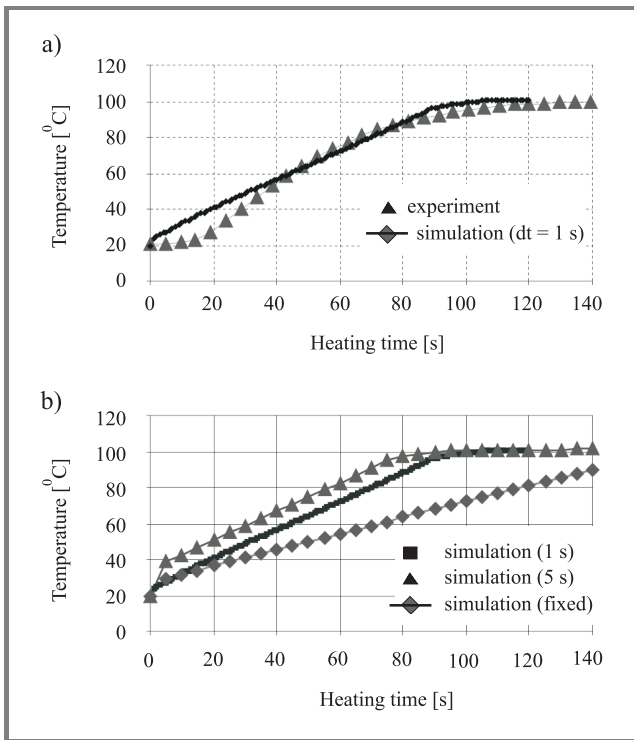 a)
120
100
80
60
40
20
0
Temperature [⁰C]
experiment
simulation (dt = 1 s)
0 20 40 60 80 100 120 140
Heating time [s]
b)
120
100
80
60
40
20
0
Temperature [⁰C]
simulation (1 s)
simulation (5 s)
simulation (fixed)
0 20 40 60 80 100 120 140
Heating time [s]